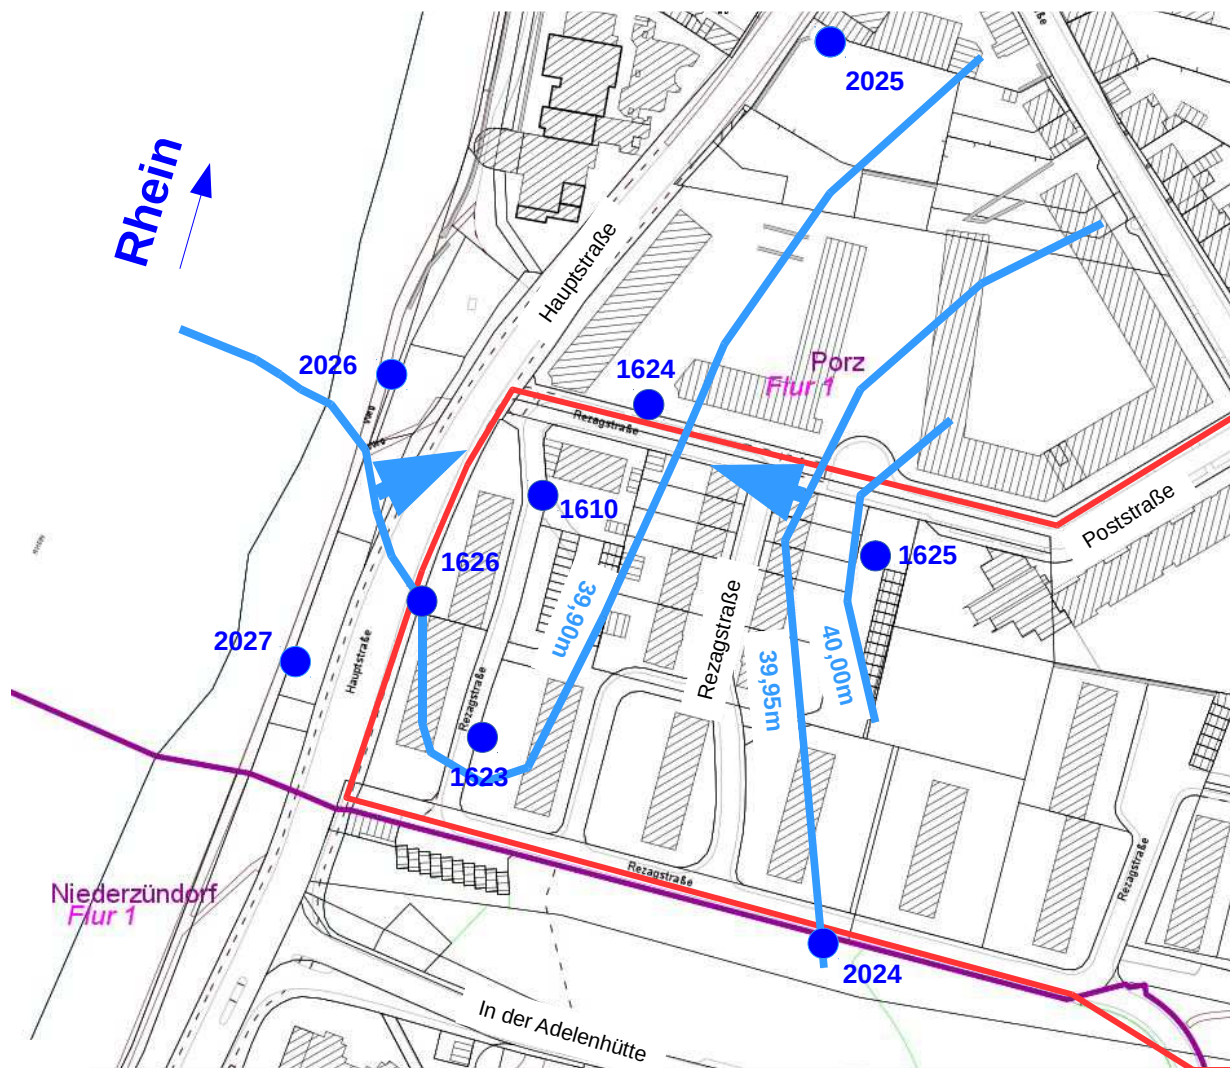 2025
Rhein
Hauptstraße
2026
1624
Porz
Flur 1
Rezagstraße
1610
1626
1625
Poststraße
2027
Hauptstraße
39,90m
Rezagstraße
Rezagstraße
39,95m
40,00m
1623
Rezagstraße
Rezagstraße
Niederzündorf
Flur 1
2024
In der Adelenhütte